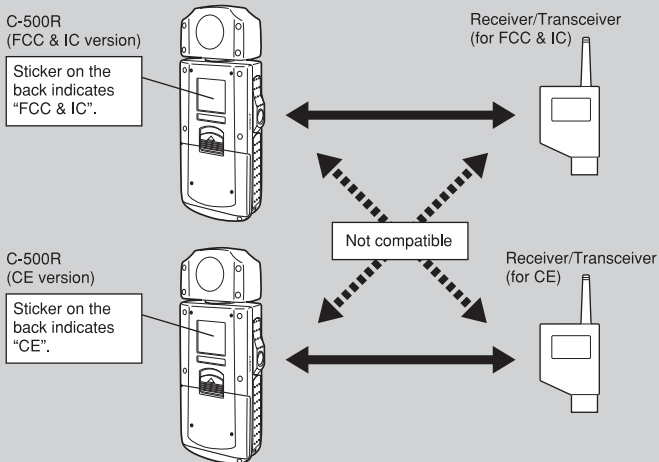 C-500R
(FCC & IC version)
Sticker on the
back indicates
“FCC & IC”.
Receiver/Transceiver
(for FCC & IC)
Not compatible
C-500R
(CE version)
Sticker on the
back indicates
“CE”.
Receiver/Transceiver
(for CE)